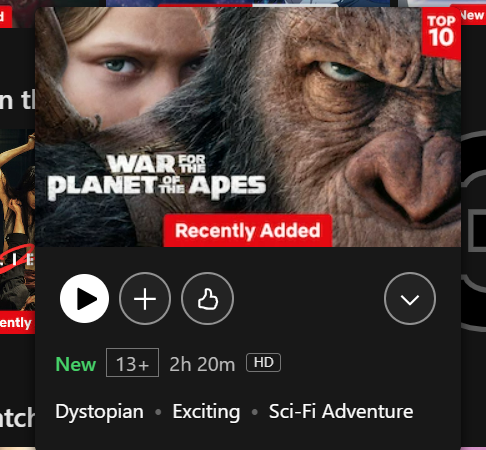 New
TOP
10
n th
WAR FOR THE
PLANET OF THE APES
Recently Added
ently
New 13+ 2h 20m HD
atch
Dystopian • Exciting • Sci-Fi Adventure